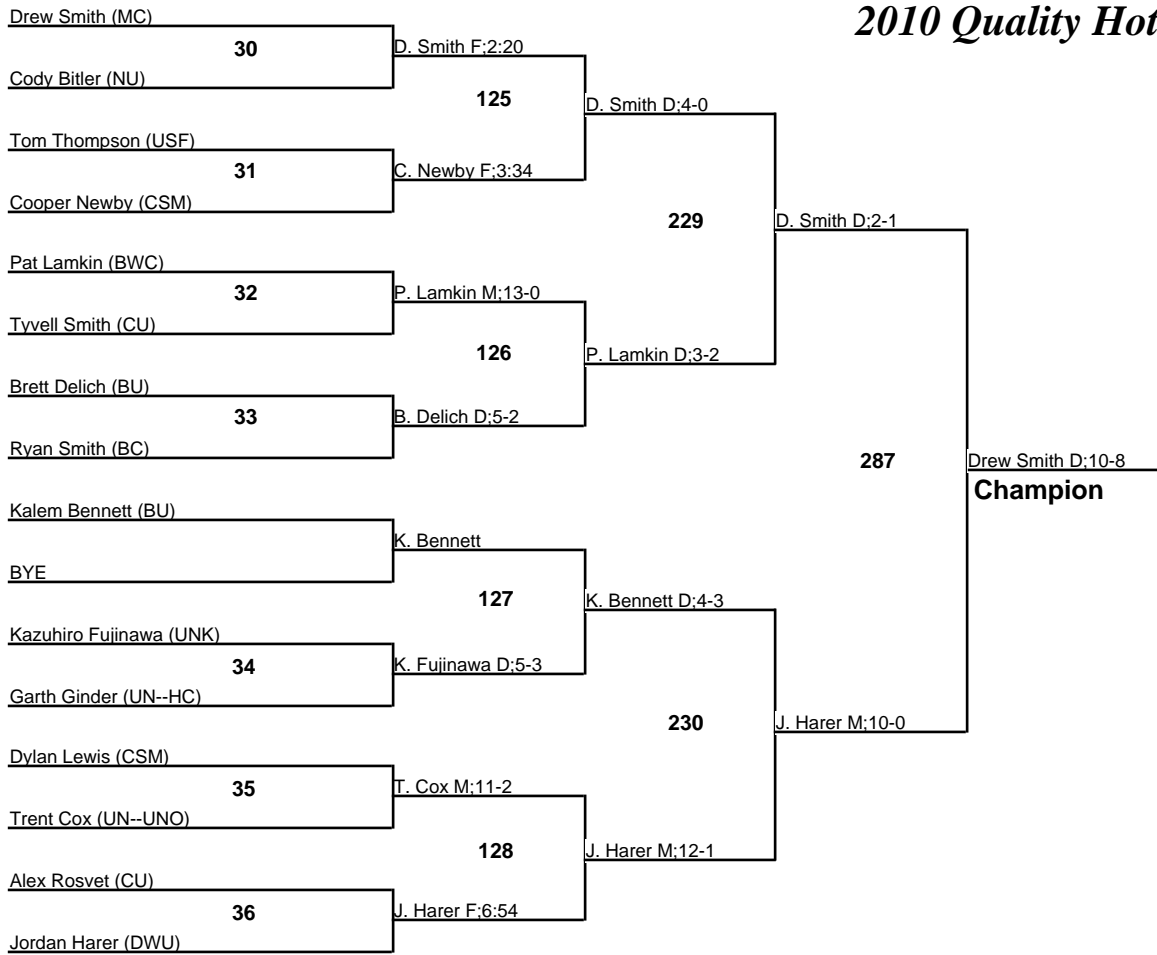 2010 Quality Hot
Drew Smith (MC)
30
Cody Bitler (NU)
D. Smith F;2:20
125
Tom Thompson (USF)
31
Cooper Newby (CSM)
C. Newby F;3:34
D. Smith D;4-0
229
Pat Lamkin (BWC)
32
Tyvell Smith (CU)
P. Lamkin M;13-0
126
Brett Delich (BU)
33
Ryan Smith (BC)
B. Delich D;5-2
P. Lamkin D;3-2
D. Smith D;2-1
287
Drew Smith D;10-8
Champion
Kalem Bennett (BU)
BYE
K. Bennett
127
Kazuhiro Fujinawa (UNK)
34
Garth Ginder (UN--HC)
K. Fujinawa D;5-3
K. Bennett D;4-3
230
Dylan Lewis (CSM)
35
Trent Cox (UN--UNO)
T. Cox M;11-2
128
Alex Rosvet (CU)
36
Jordan Harer (DWU)
J. Harer F;6:54
J. Harer M;12-1
J. Harer M;10-0